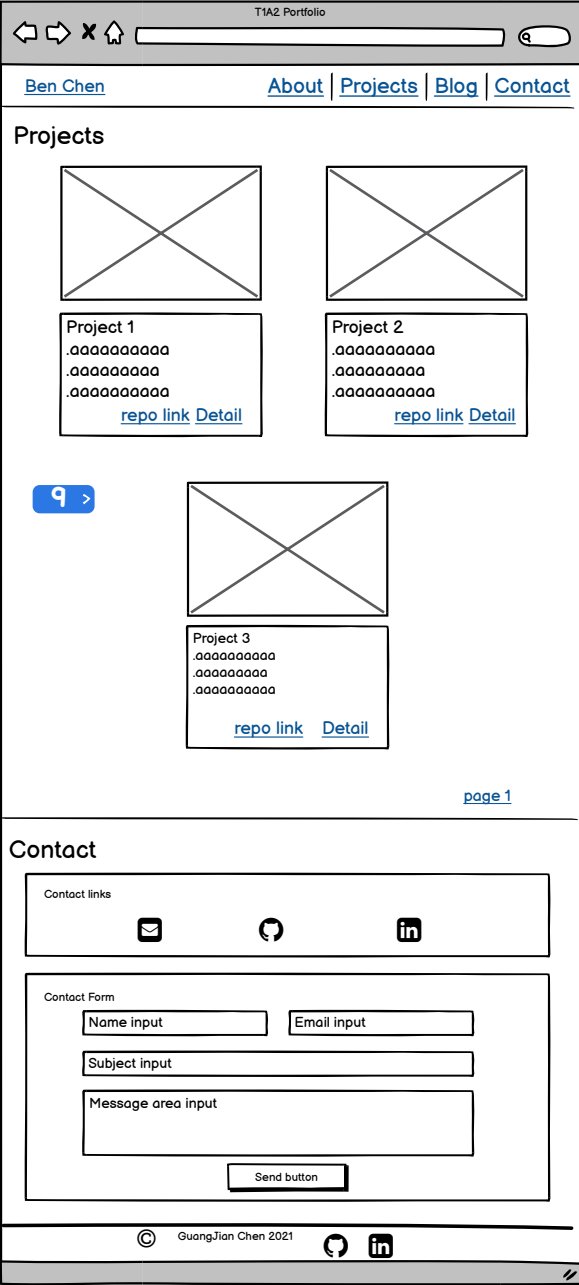 T1A2 Portfolio
Ben Chen About Projects Blog Contact
Projects
Project 1
.aaaaaaaaaa
.aaaaaaaaa
.aaaaaaaaaa
repo link Detail
Project 2
.aaaaaaaaaa
.aaaaaaaaa
.aaaaaaaaaa
repo link Detail
9 >
Project 3
.aaaaaaaaaa
.aaaaaaaaa
.aaaaaaaaaa
repo link Detail
page 1
Contact
Contact links
in
Contact Form
Name input Email input
Subject input
Message area input
Send button
© GuangJian Chen 2021 in